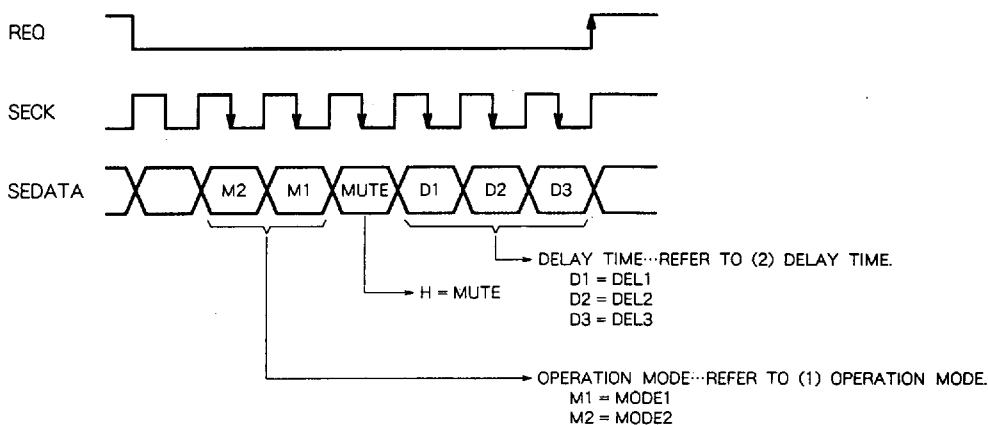 REQ
SECK
SEDATA
M2 M1 MUTE D1 D2 D3
DELAY TIME···REFER TO (2) DELAY TIME.
D1 = DEL1
D2 = DEL2
D3 = DEL3
H = MUTE
OPERATION MODE···REFER TO (1) OPERATION MODE.
M1 = MODE1
M2 = MODE2